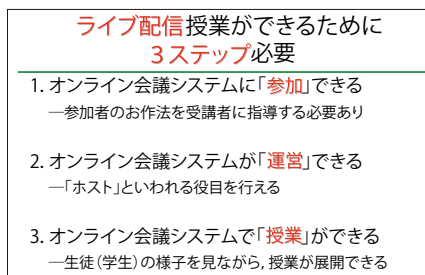 ライブ配信授業ができるために
3ステップ必要
1. オンライン会議システムに「参加」できる
―参加者のお作法を受講者に指導する必要あり
2. オンライン会議システムが「運営」できる
―「ホスト」といわれる役目を行える
3. オンライン会議システムで「授業」ができる
―生徒(学生)の様子を見ながら, 授業が展開できる